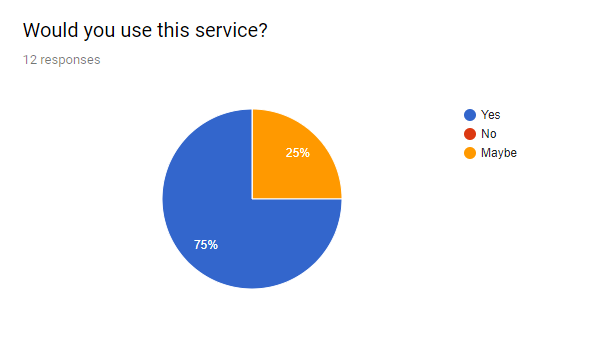 Would you use this service?
12 responses
Yes
No
Maybe
25%
75%